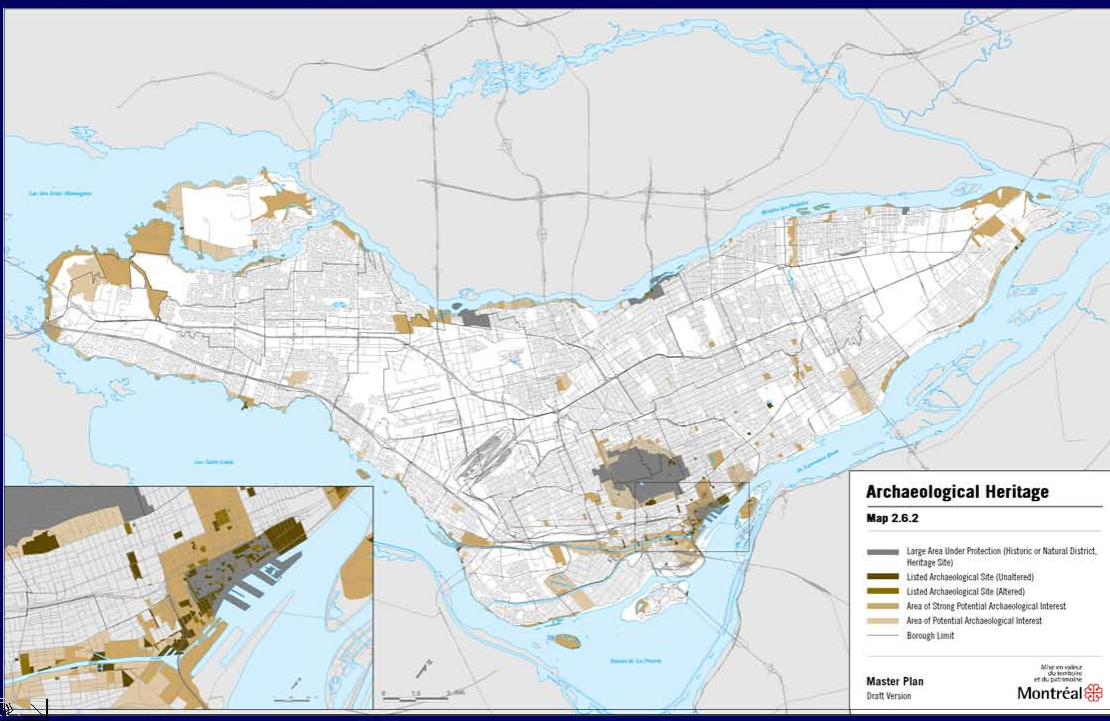 Lac des Deux Montagnes
Rivière des Prairies
Lac Saint-Louis
St. Lawrence River
Bassin de La Prairie
Archaeological Heritage
Map 2.6.2
Large Area Under Protection (Historic or Natural District,
Heritage Site)
Listed Archaeological Site (Unaltered)
Listed Archaeological Site (Altered)
Area of Strong Potential Archaeological Interest
Area of Potential Archaeological Interest
Borough Limit
Mise en valeur
du territoire
et du patrimoine
Master Plan
Draft Version
Montréal